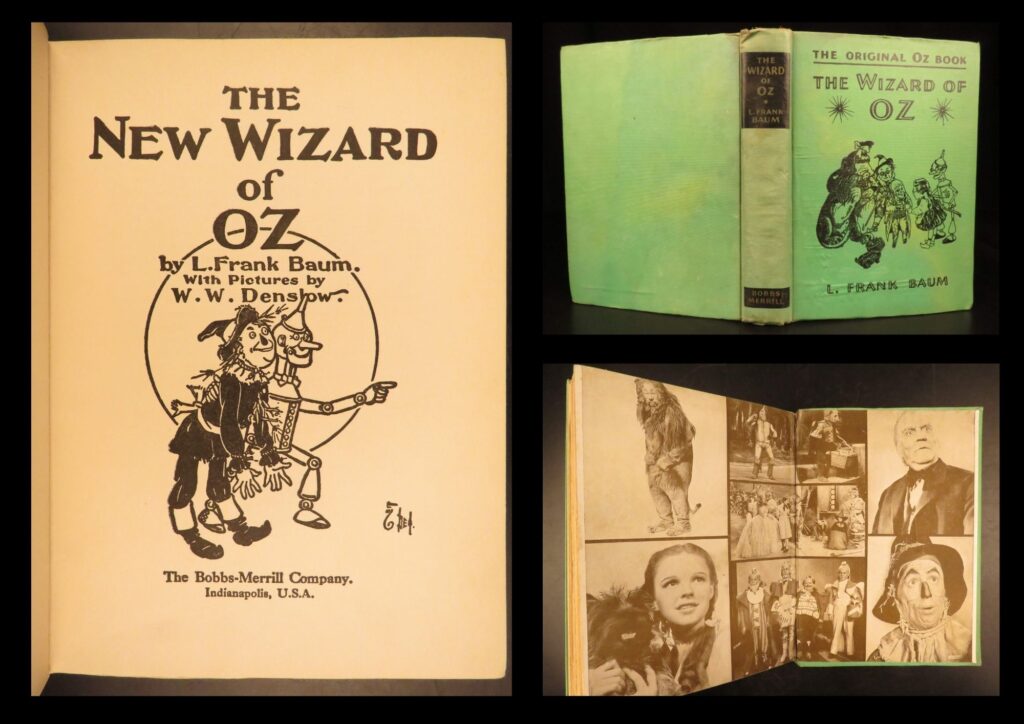 THE
NEW WIZARD
of
OZ
by L. Frank Baum.
With Pictures by
W. W. Denslow.
DEN.
The Bobbs-Merrill Company.
Indianapolis, U.S.A.
THE
WIZARD
OF
OZ
L. FRANK
BAUM
BOBBS
MERRILL
THE ORIGINAL OZ BOOK
THE WIZARD OF
OZ
L. FRANK BAUM